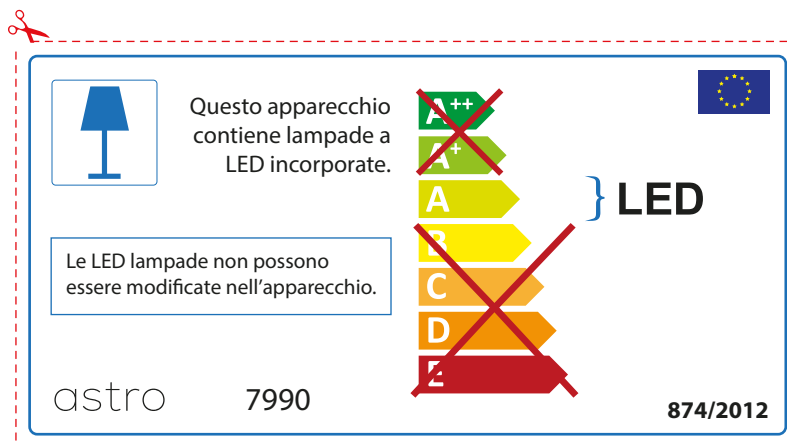 Questo apparecchio
contiene lampade a
LED incorporate.
Le LED lampade non possono
essere modificate nell'apparecchio.
A++
A+
A
B
C
D
E
LED
astro
7990
874/2012